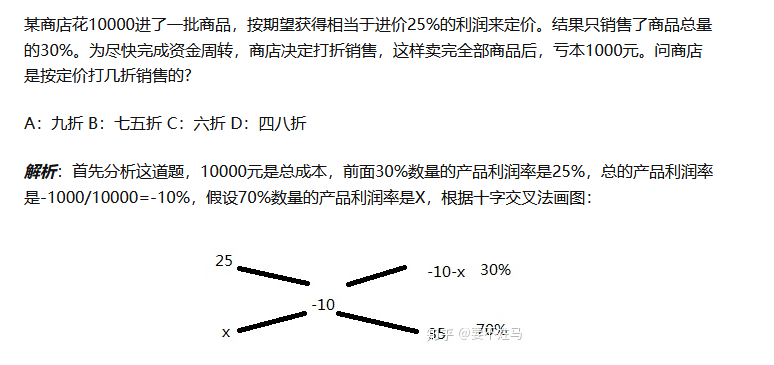 某商店花10000进了一批商品，按期望获得相当于进价25%的利润来定价。结果只销售了商品总量
的30%。为尽快完成资金周转，商店决定打折销售，这样卖完全部商品后，亏本1000元。问商店
是按定价打几折销售的?
A：九折 B：七五折 C：六折 D：四八折
解析：首先分析这道题，10000元是总成本，前面30%数量的产品利润率是25%，总的产品利润率
是-1000/10000=-10%，假设70%数量的产品利润率是X，根据十字交叉法画图：
25
-10-x 30%
-10
x
35 70%
知乎